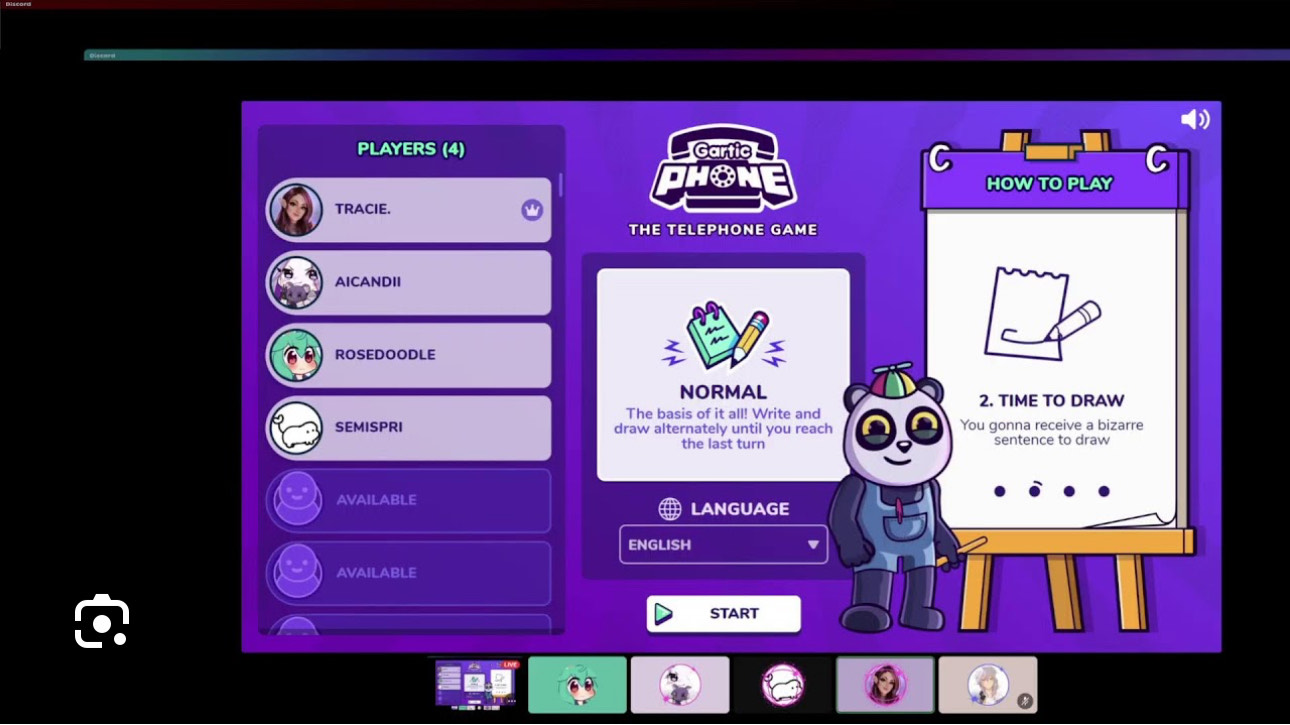 Discord
Discord
PLAYERS (4)
TRACIE.
AICANDII
ROSEDOODLE
SEMISPRI
AVAILABLE
AVAILABLE
Gartic
PHONE
THE TELEPHONE GAME
NORMAL
The basis of it all! Write and
draw alternately until you reach
the last turn
LANGUAGE
ENGLISH
START
HOW TO PLAY
2. TIME TO DRAW
You gonna receive a bizarre
sentence to draw
LIVE